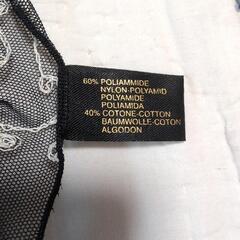 60% POLIAMMIDE
NYLON-POLYAMID
POLYAMIDE
POLIAMIDA
40% COTONE-COTTON
BAUMWOLLE-COTON
ALGODON